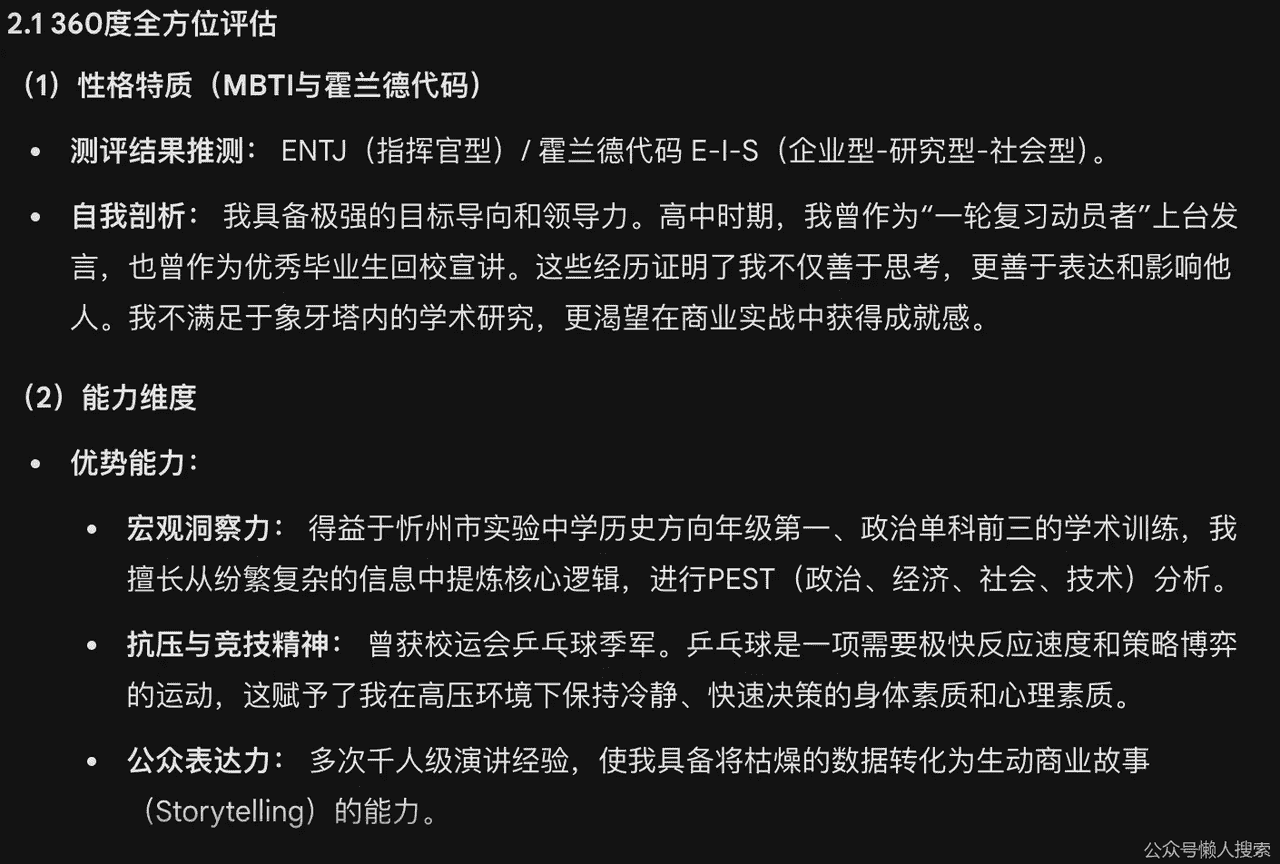 2.1 360度全方位评估
（1）性格特质（MBTI与霍兰德代码）
• 测评结果推测： ENTJ（指挥官型）/ 霍兰德代码 E-I-S（企业型-研究型-社会型）。
• 自我剖析： 我具备极强的目标导向和领导力。高中时期，我曾作为“一轮复习动员者”上台发
言，也曾作为优秀毕业生回校宣讲。这些经历证明了我不仅善于思考，更善于表达和影响他
人。我不满足于象牙塔内的学术研究，更渴望在商业实战中获得成就感。
（2）能力维度
• 优势能力：
• 宏观洞察力： 得益于忻州市实验中学历史方向年级第一、政治单科前三的学术训练，我
擅长从纷繁复杂的信息中提炼核心逻辑，进行PEST（政治、经济、社会、技术）分析。
• 抗压与竞技精神： 曾获校运会乒乓球季军。乒乓球是一项需要极快反应速度和策略博弈
的运动，这赋予了我在高压环境下保持冷静、快速决策的身体素质和心理素质。
• 公众表达力： 多次千人级演讲经验，使我具备将枯燥的数据转化为生动商业故事
（Storytelling）的能力。
公众号懒人搜索